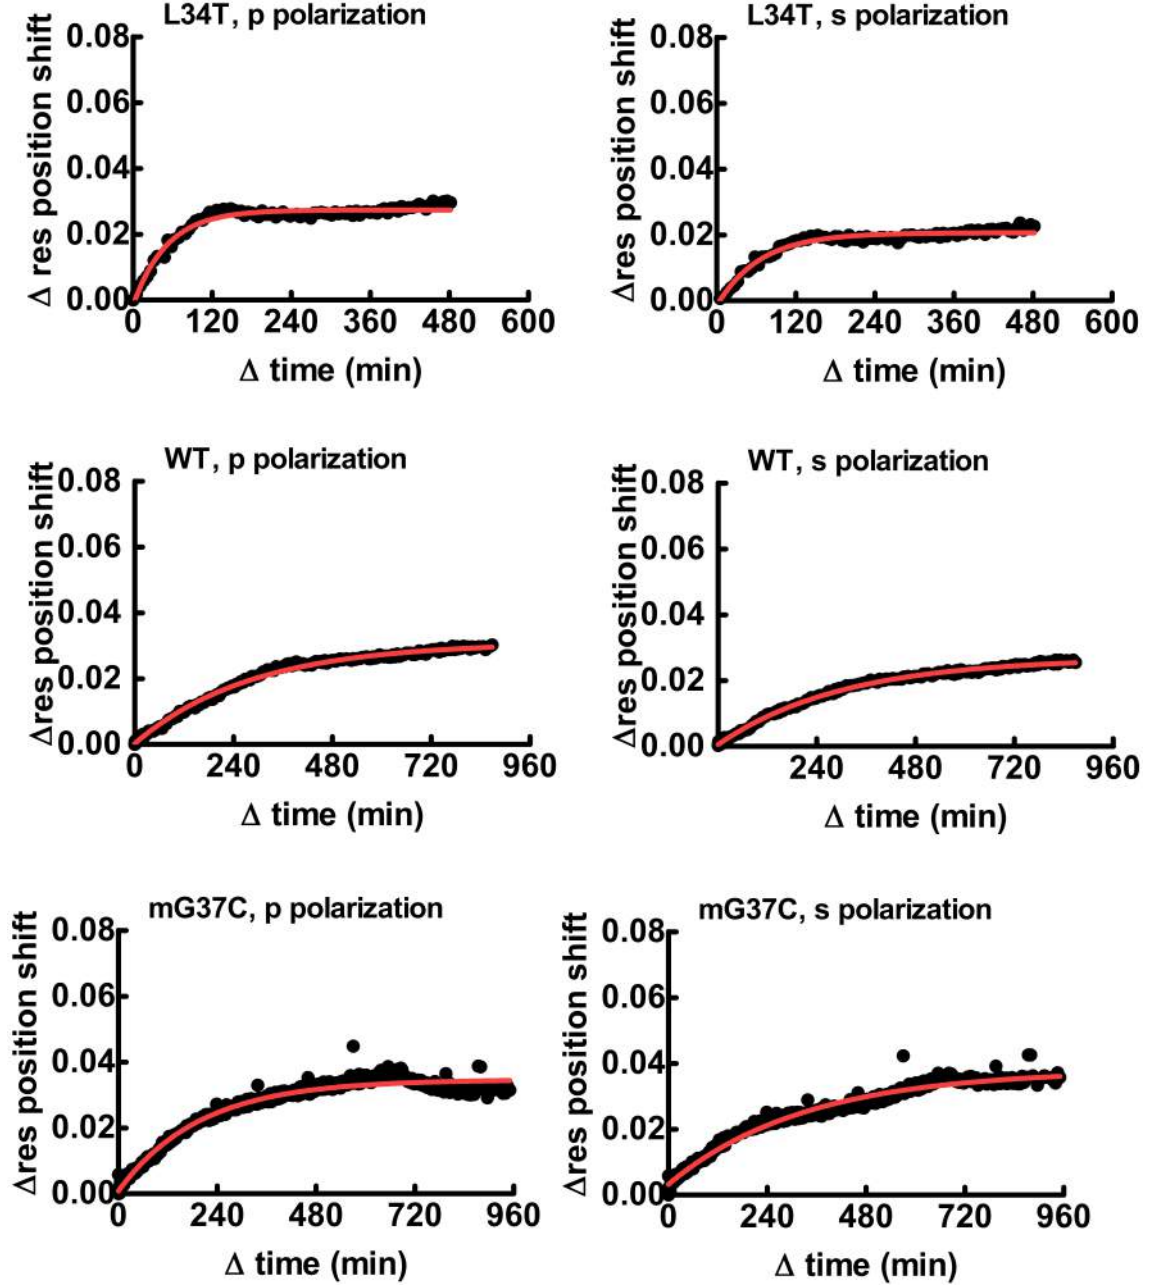 L34T, p polarization
Δ res position shift
0.08
0.06
0.04
0.02
0.00
0 120 240 360 480 600
Δ time (min)
L34T, s polarization
Δres position shift
0.08
0.06
0.04
0.02
0.00
0 120 240 360 480 600
Δ time (min)
WT, p polarization
Δres position shift
0.08
0.06
0.04
0.02
0.00
0 240 480 720 960
Δ time (min)
WT, s polarization
Δres position shift
0.08
0.06
0.04
0.02
0.00
240 480 720 960
Δ time (min)
mG37C, p polarization
Δres position shift
0.08
0.06
0.04
0.02
0.00
0 240 480 720 960
Δ time (min)
mG37C, s polarization
Δres position shift
0.08
0.06
0.04
0.02
0.00
0 240 480 720 960
Δ time (min)